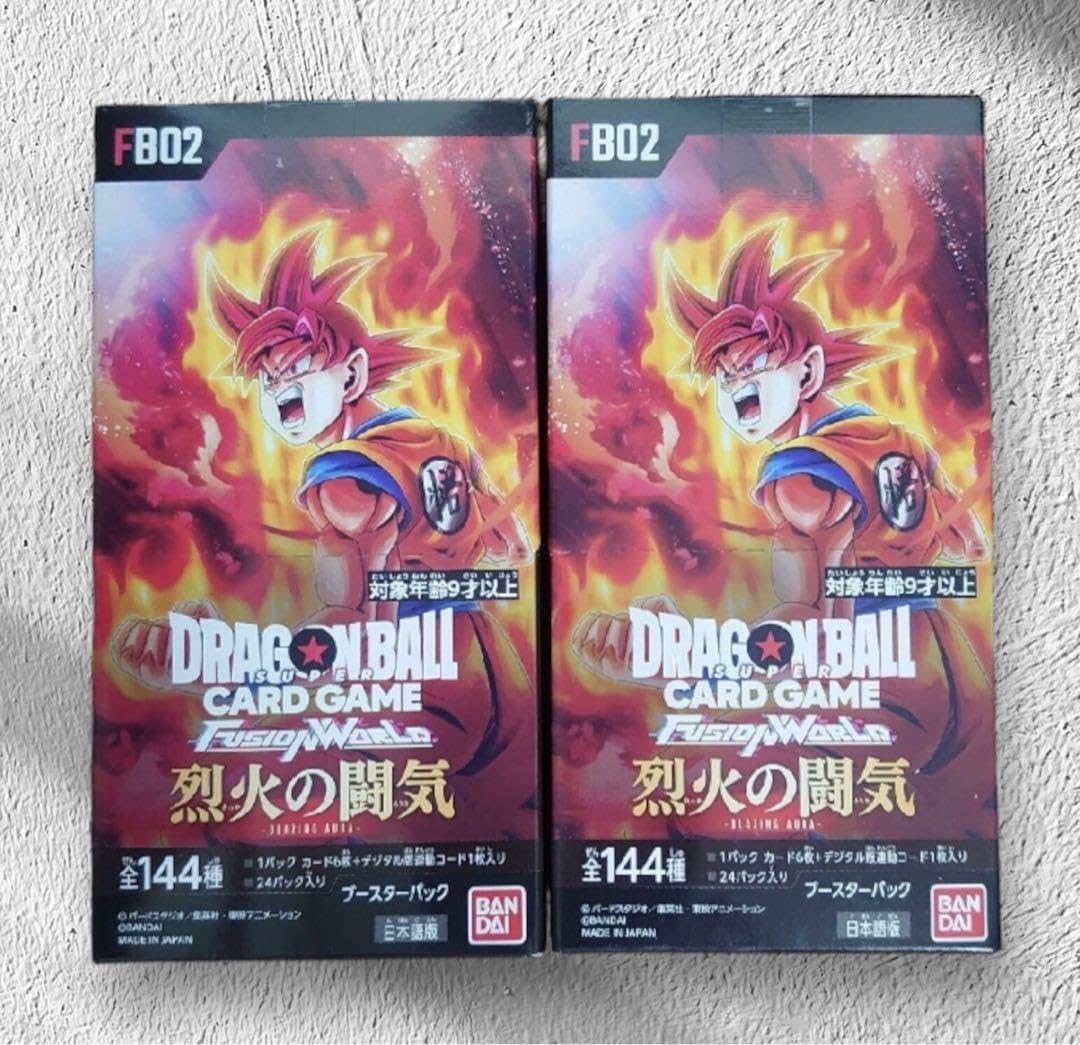 FB02
対象年齢9才以上
DRAGON BALL
SUPER
CARD GAME
FUSION WORLD
烈火の闘気
-BLAZING AURA-
全144種
1パック カード6枚+デジタル版連動コード1枚入り
24パック入り
ブースターパック
©バードスタジオ/集英社・東映アニメーション
©BANDAI
MADE IN JAPAN
日本語版
BAN
DAI
FB02
対象年齢9才以上
DRAGON BALL
SUPER
CARD GAME
FUSION WORLD
烈火の闘気
-BLAZING AURA-
全144種
1パック カード6枚+デジタル版連動コード1枚入り
24パック入り
ブースターパック
©バードスタジオ/集英社・東映アニメーション
©BANDAI
MADE IN JAPAN
日本語版
BAN
DAI